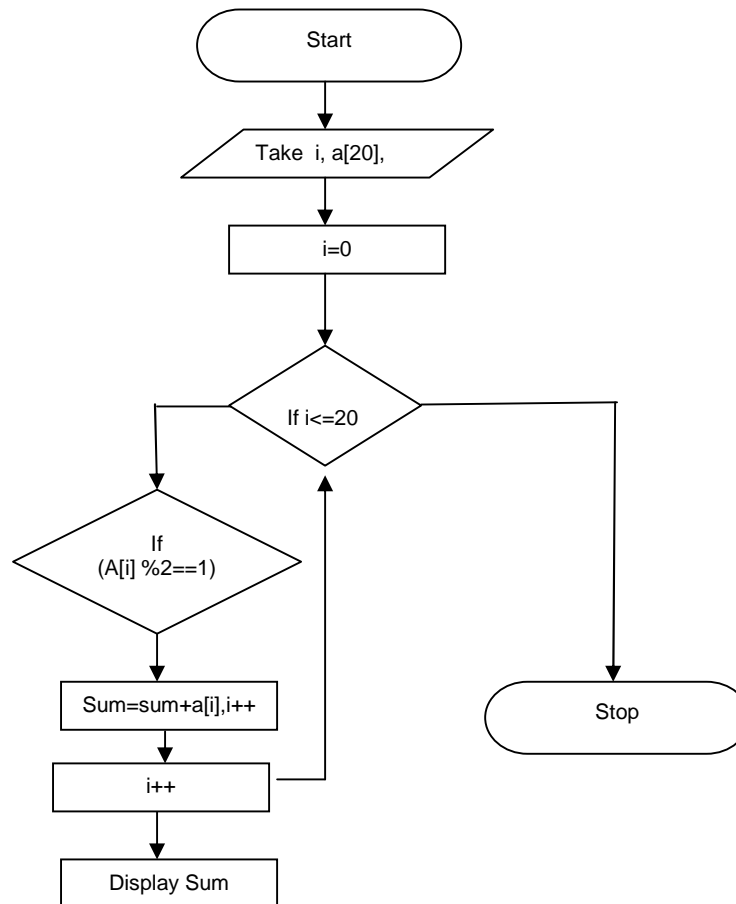 Start
Take i, a[20],
i=0
If i<=20
If
(A[i] %2==1)
Sum=sum+a[i],i++
i++
Display Sum
Stop